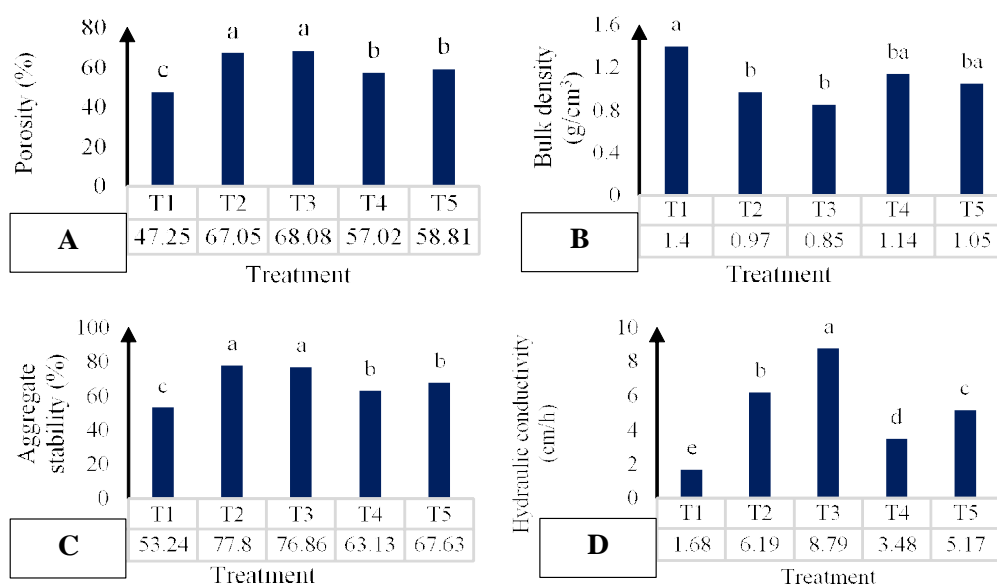 Porosity (%)
80
60
40
20
0
c
a
a
b
b
T1 T2 T3 T4 T5
A
47.25 67.05 68.08 57.02 58.81
Treatment
Bulk density
(g/cm³)
1.6
1.2
0.8
0.4
0
a
b
b
ba
ba
T1 T2 T3 T4 T5
B
1.4 0.97 0.85 1.14 1.05
Treatment
Aggregate
stability (%)
100
80
60
40
20
0
c
a
a
b
b
T1 T2 T3 T4 T5
C
53.24 77.8 76.86 63.13 67.63
Treatment
Hydraulic conductivity
(cm/h)
10
8
6
4
2
0
e
b
a
d
c
T1 T2 T3 T4 T5
D
1.68 6.19 8.79 3.48 5.17
Treatment